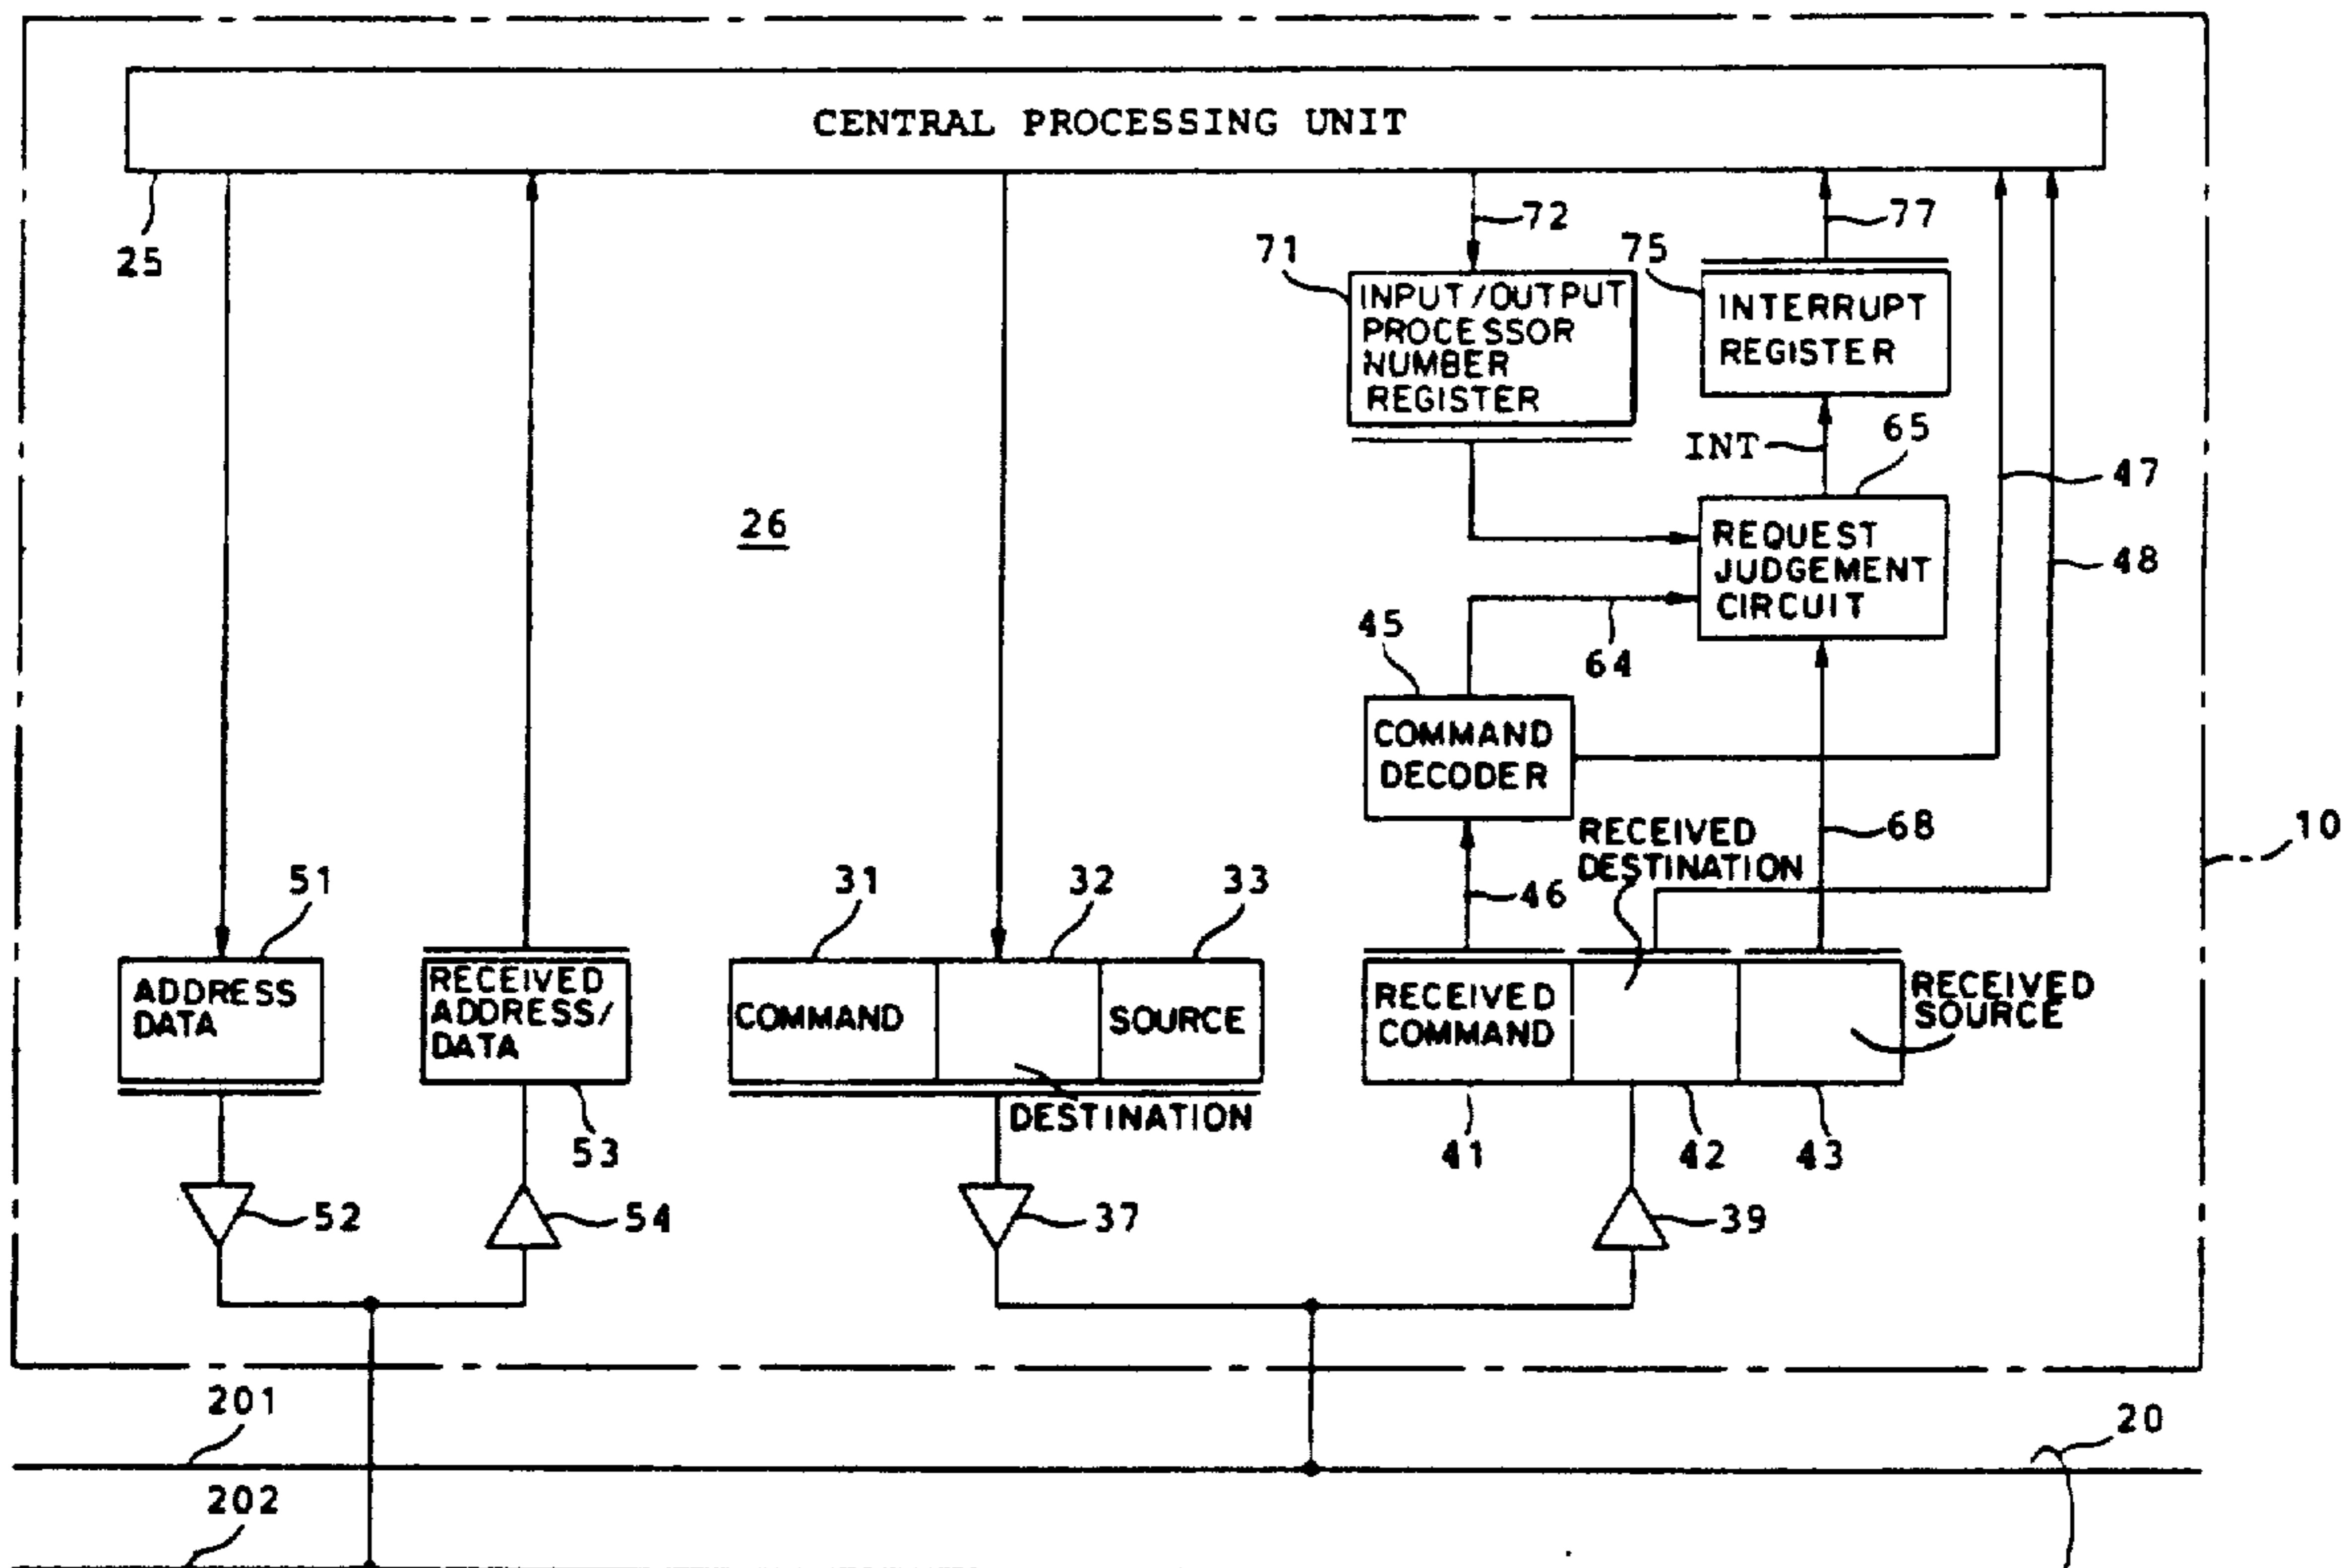 CENTRAL PROCESSING UNIT
25
72
77
71
75
INPUT/OUTPUT
PROCESSOR
NUMBER
REGISTER
INTERRUPT
REGISTER
INT
65
47
26
REQUEST
JUDGEMENT
CIRCUIT
48
45
64
COMMAND
DECODER
RECEIVED
DESTINATION
68
10
51
31
32
33
46
ADDRESS
DATA
RECEIVED
ADDRESS/
DATA
COMMAND
SOURCE
RECEIVED
COMMAND
RECEIVED
SOURCE
DESTINATION
53
41
42
43
52
54
37
39
201
20
202